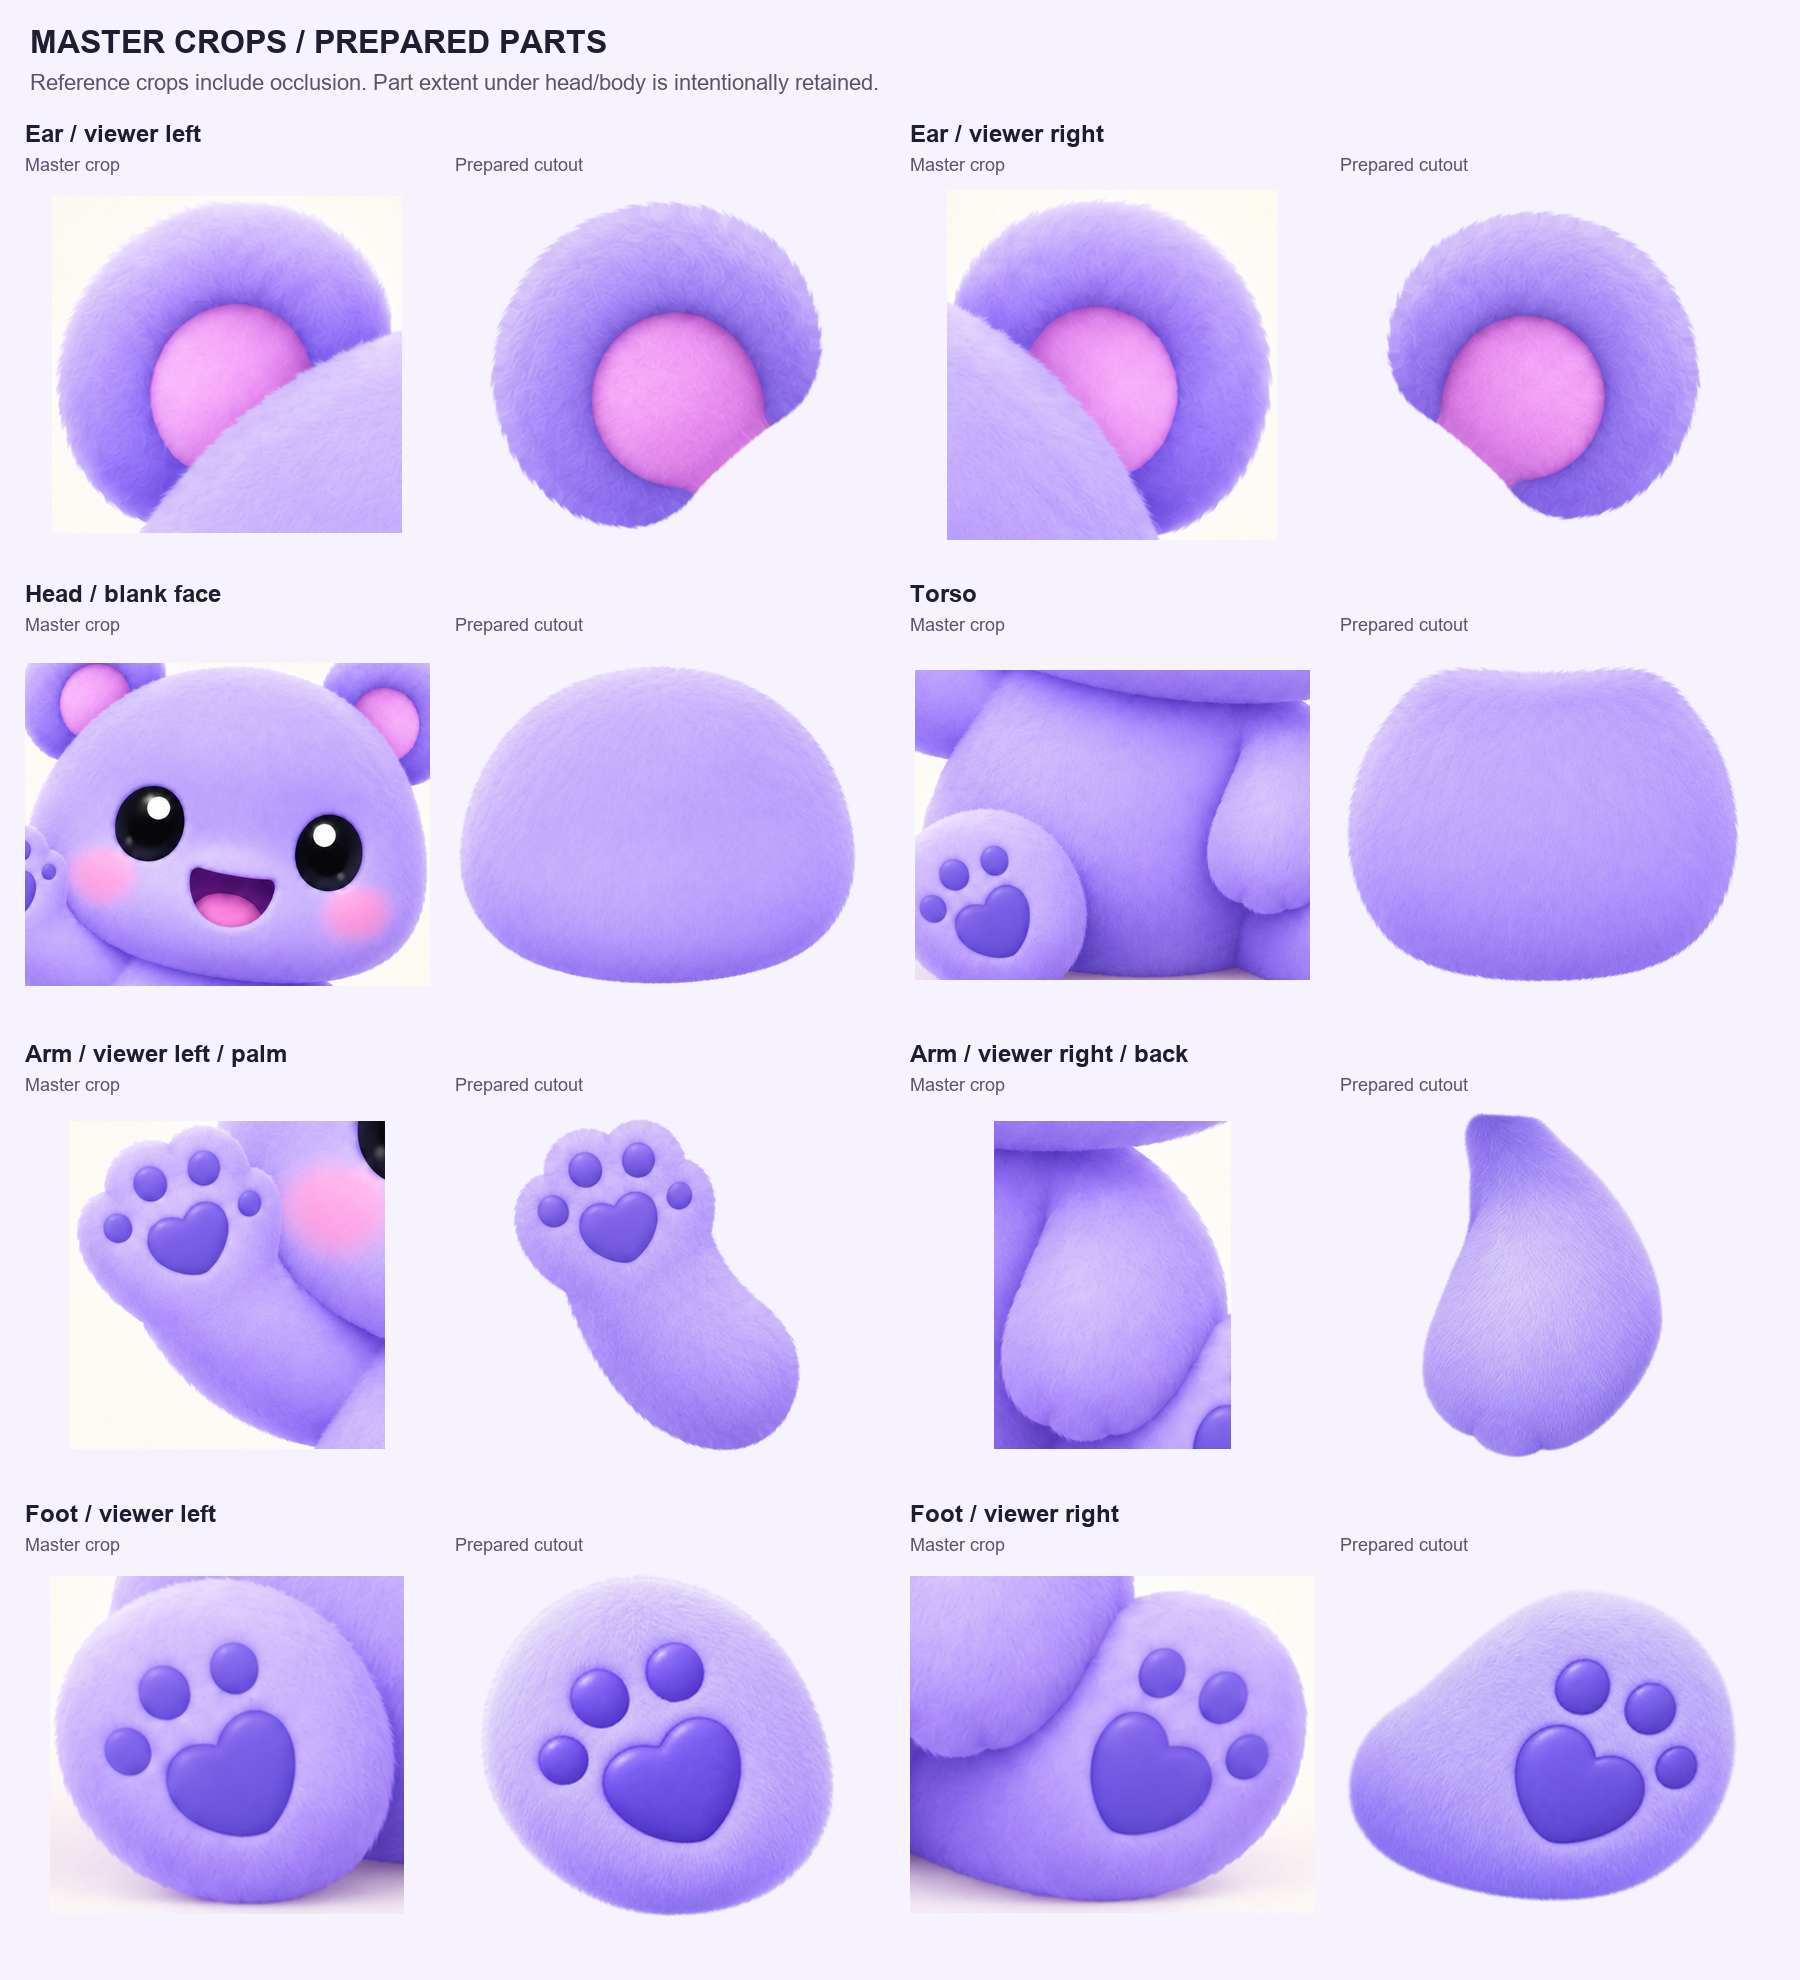 MASTER CROPS / PREPARED PARTS
Reference crops include occlusion. Part extent under head/body is intentionally retained.
Ear / viewer left
Master crop
Prepared cutout
Ear / viewer right
Master crop
Prepared cutout
Head / blank face
Master crop
Prepared cutout
Torso
Master crop
Prepared cutout
Arm / viewer left / palm
Master crop
Prepared cutout
Arm / viewer right / back
Master crop
Prepared cutout
Foot / viewer left
Master crop
Prepared cutout
Foot / viewer right
Master crop
Prepared cutout